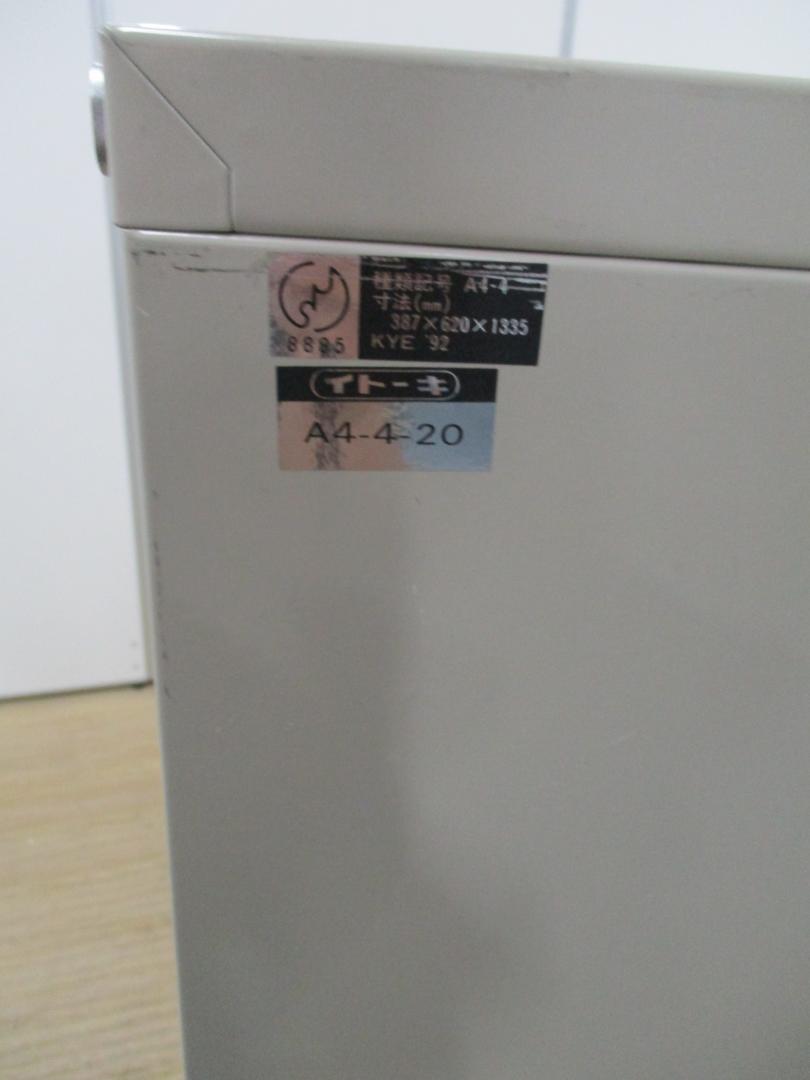 種類記号 A4-4
寸法(mm)
387×620×1335
KYE '92
8895
イトーキ
A4-4-20